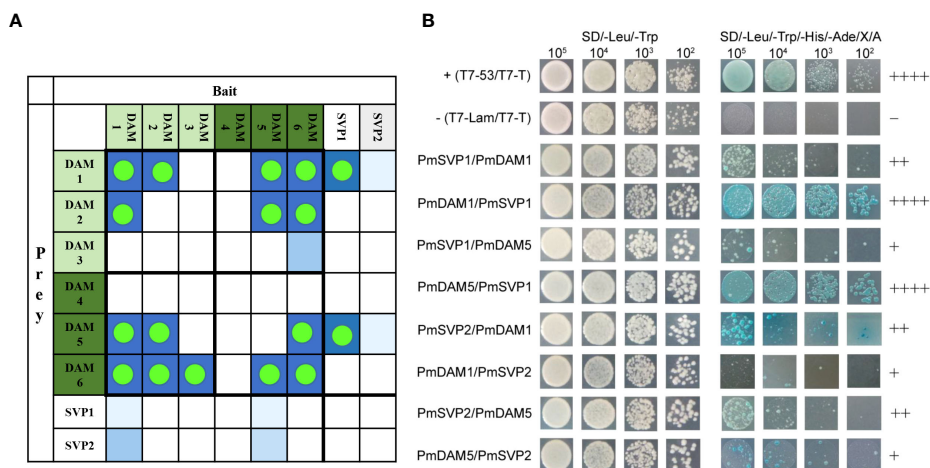 A
Bait
DAM 1 DAM 2 DAM 3 DAM 4 DAM 5 DAM 6 SVP1 SVP2
Prey
DAM 1
DAM 2
DAM 3
DAM 4
DAM 5
DAM 6
SVP1
SVP2
B
SD/-Leu/-Trp SD/-Leu/-Trp/-His/-Ade/X/A
10⁵ 10⁴ 10³ 10² 10⁵ 10⁴ 10³ 10²
+ (T7-53/T7-T) ++++
- (T7-Lam/T7-T) –
PmSVP1/PmDAM1 ++
PmDAM1/PmSVP1 ++++
PmSVP1/PmDAM5 +
PmDAM5/PmSVP1 ++++
PmSVP2/PmDAM1 ++
PmDAM1/PmSVP2 +
PmSVP2/PmDAM5 ++
PmDAM5/PmSVP2 +